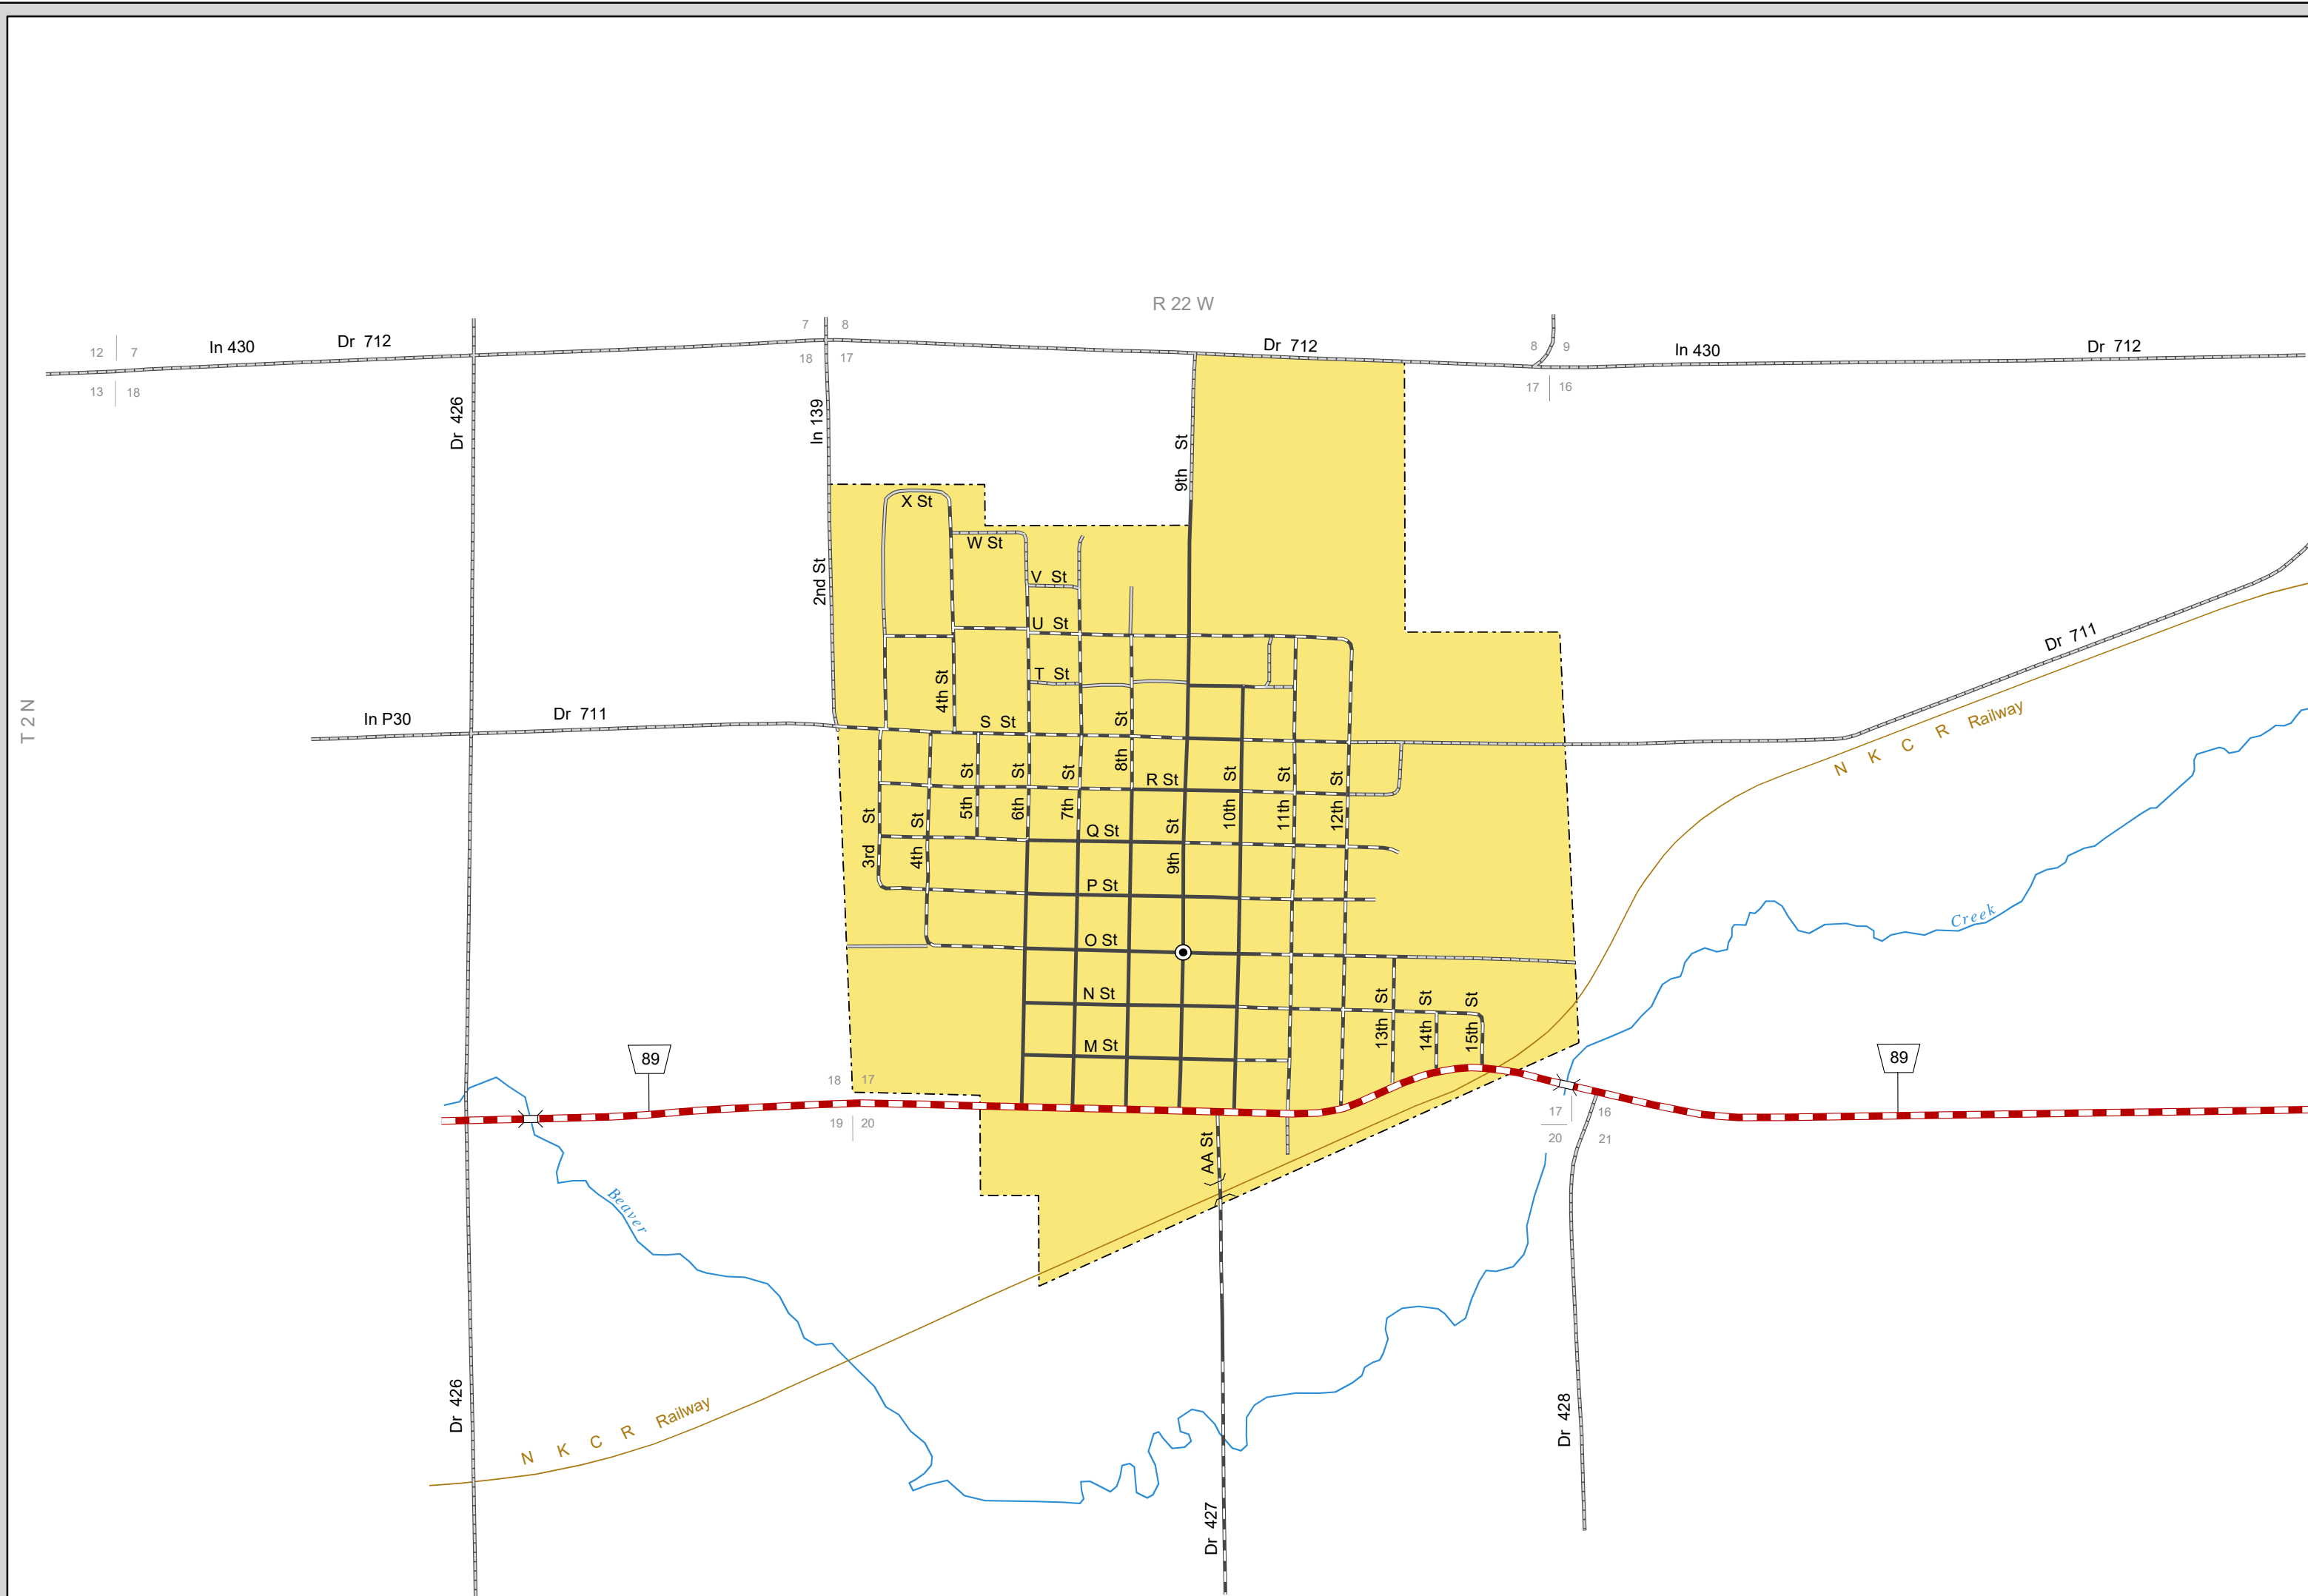 R 22 W
7 8
12 7
In 430
Dr 712
Dr 712
8 9
In 430
Dr 712
18 17
13 18
17 16
Dr 426
In 139
9th St
X St
W St
V St
2nd St
U St
T St
4th St
Dr 711
T 2 N
In P30
Dr 711
S St
8th St
N K C R Railway
R St
5th St
6th St
7th St
10th St
11th St
12th St
3rd St
4th St
Q St
9th St
P St
Creek
O St
N St
13th St
14th St
15th St
M St
89
89
18 17
19 20
17 16
20 21
AA St
Beaver
Dr 426
N K C R Railway
Dr 428
Dr 427